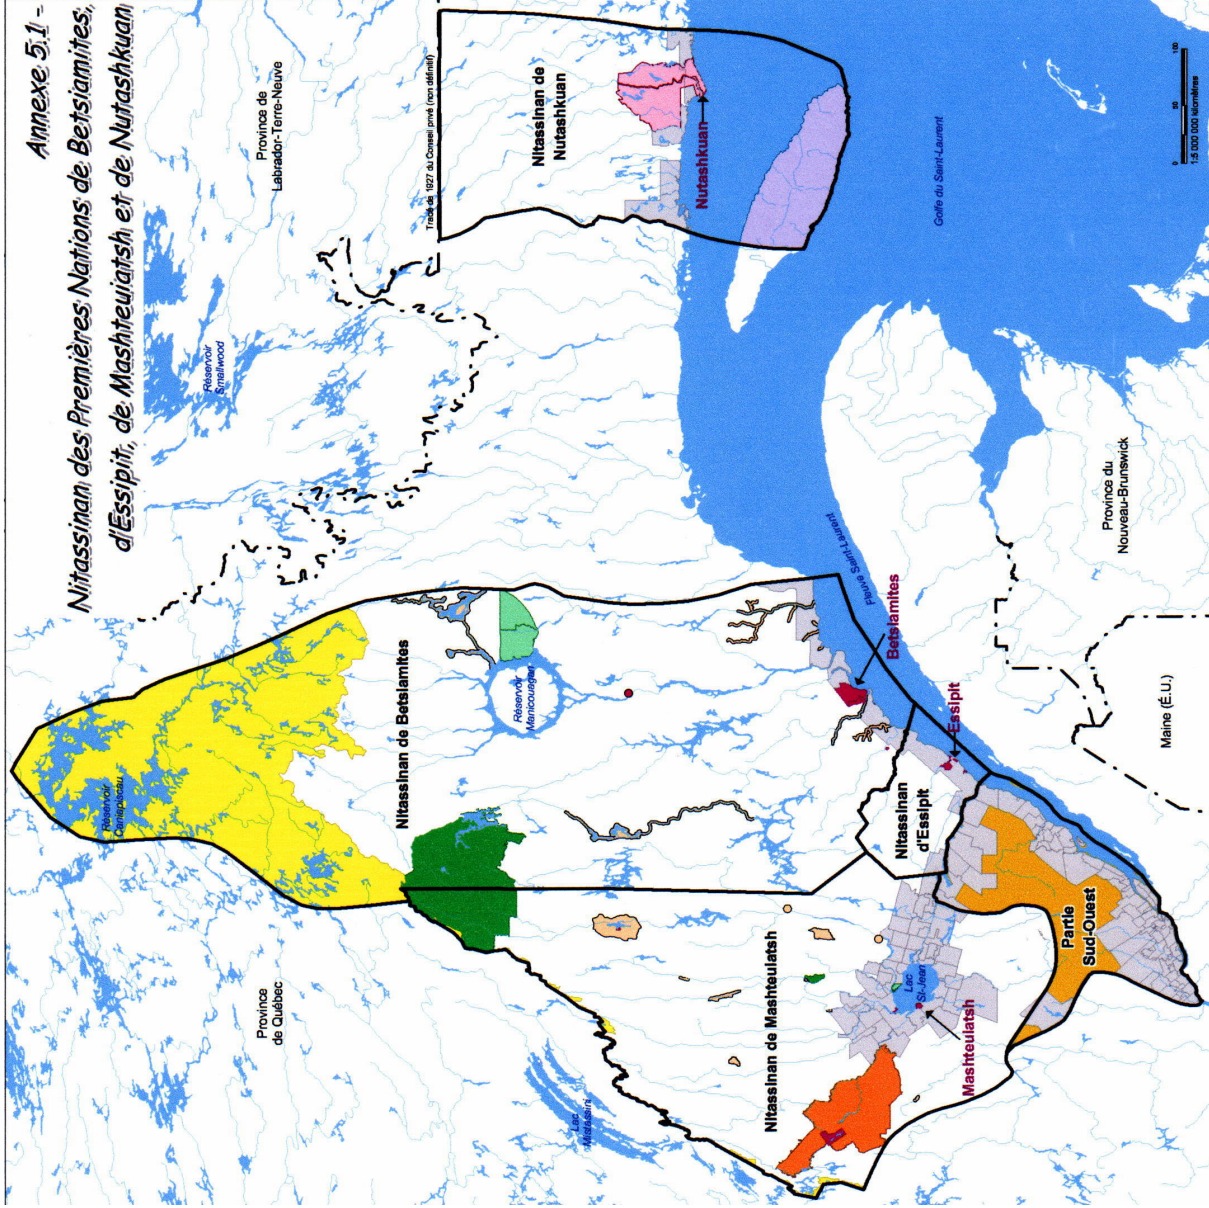 Annexe 5.1 -
Nitassinan des Premières Nations de Betsiamites,
d'Essipit, de Mashteuiatsh et de Nutashkuan
Province de
Labrador-Terre-Neuve
Tracé de 1927 du Conseil privé (non définitif)
Réservoir
Smallwood
Réservoir
Caniapiscau
Nitassinan de
Nutashkuan
Nutashkuan
Golfe du Saint-Laurent
Nitassinan de Betsiamites
Réservoir
Manicouagan
Province
de Québec
Lac
Mistassini
Nitassinan de Mashteuiatsh
Betsiamites
Fleuve Saint-Laurent
Essipit
Nitassinan
d'Essipit
Lac
St-Jean
Mashteuiatsh
Partie
Sud-Ouest
Province du
Nouveau-Brunswick
Maine (É.U.)
0 50 100
1:5 000 000 kilomètres